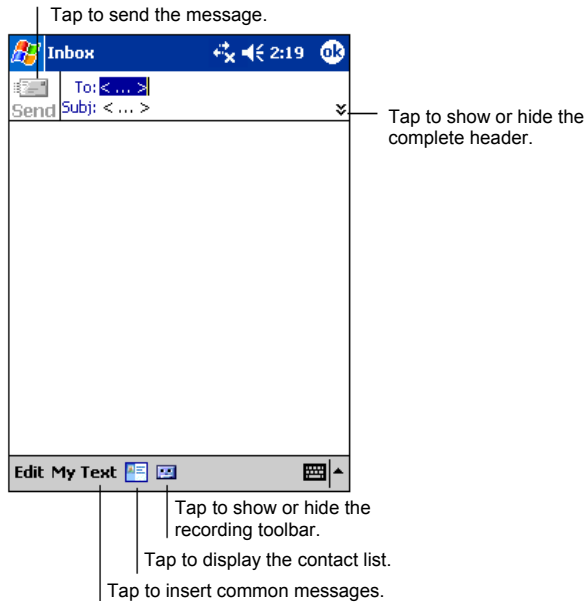 Tap to send the message.
Inbox 2:19 ok
To: < ... >
Send Subj: < ... >
Tap to show or hide the
complete header.
Edit My Text
Tap to show or hide the
recording toolbar.
Tap to display the contact list.
Tap to insert common messages.